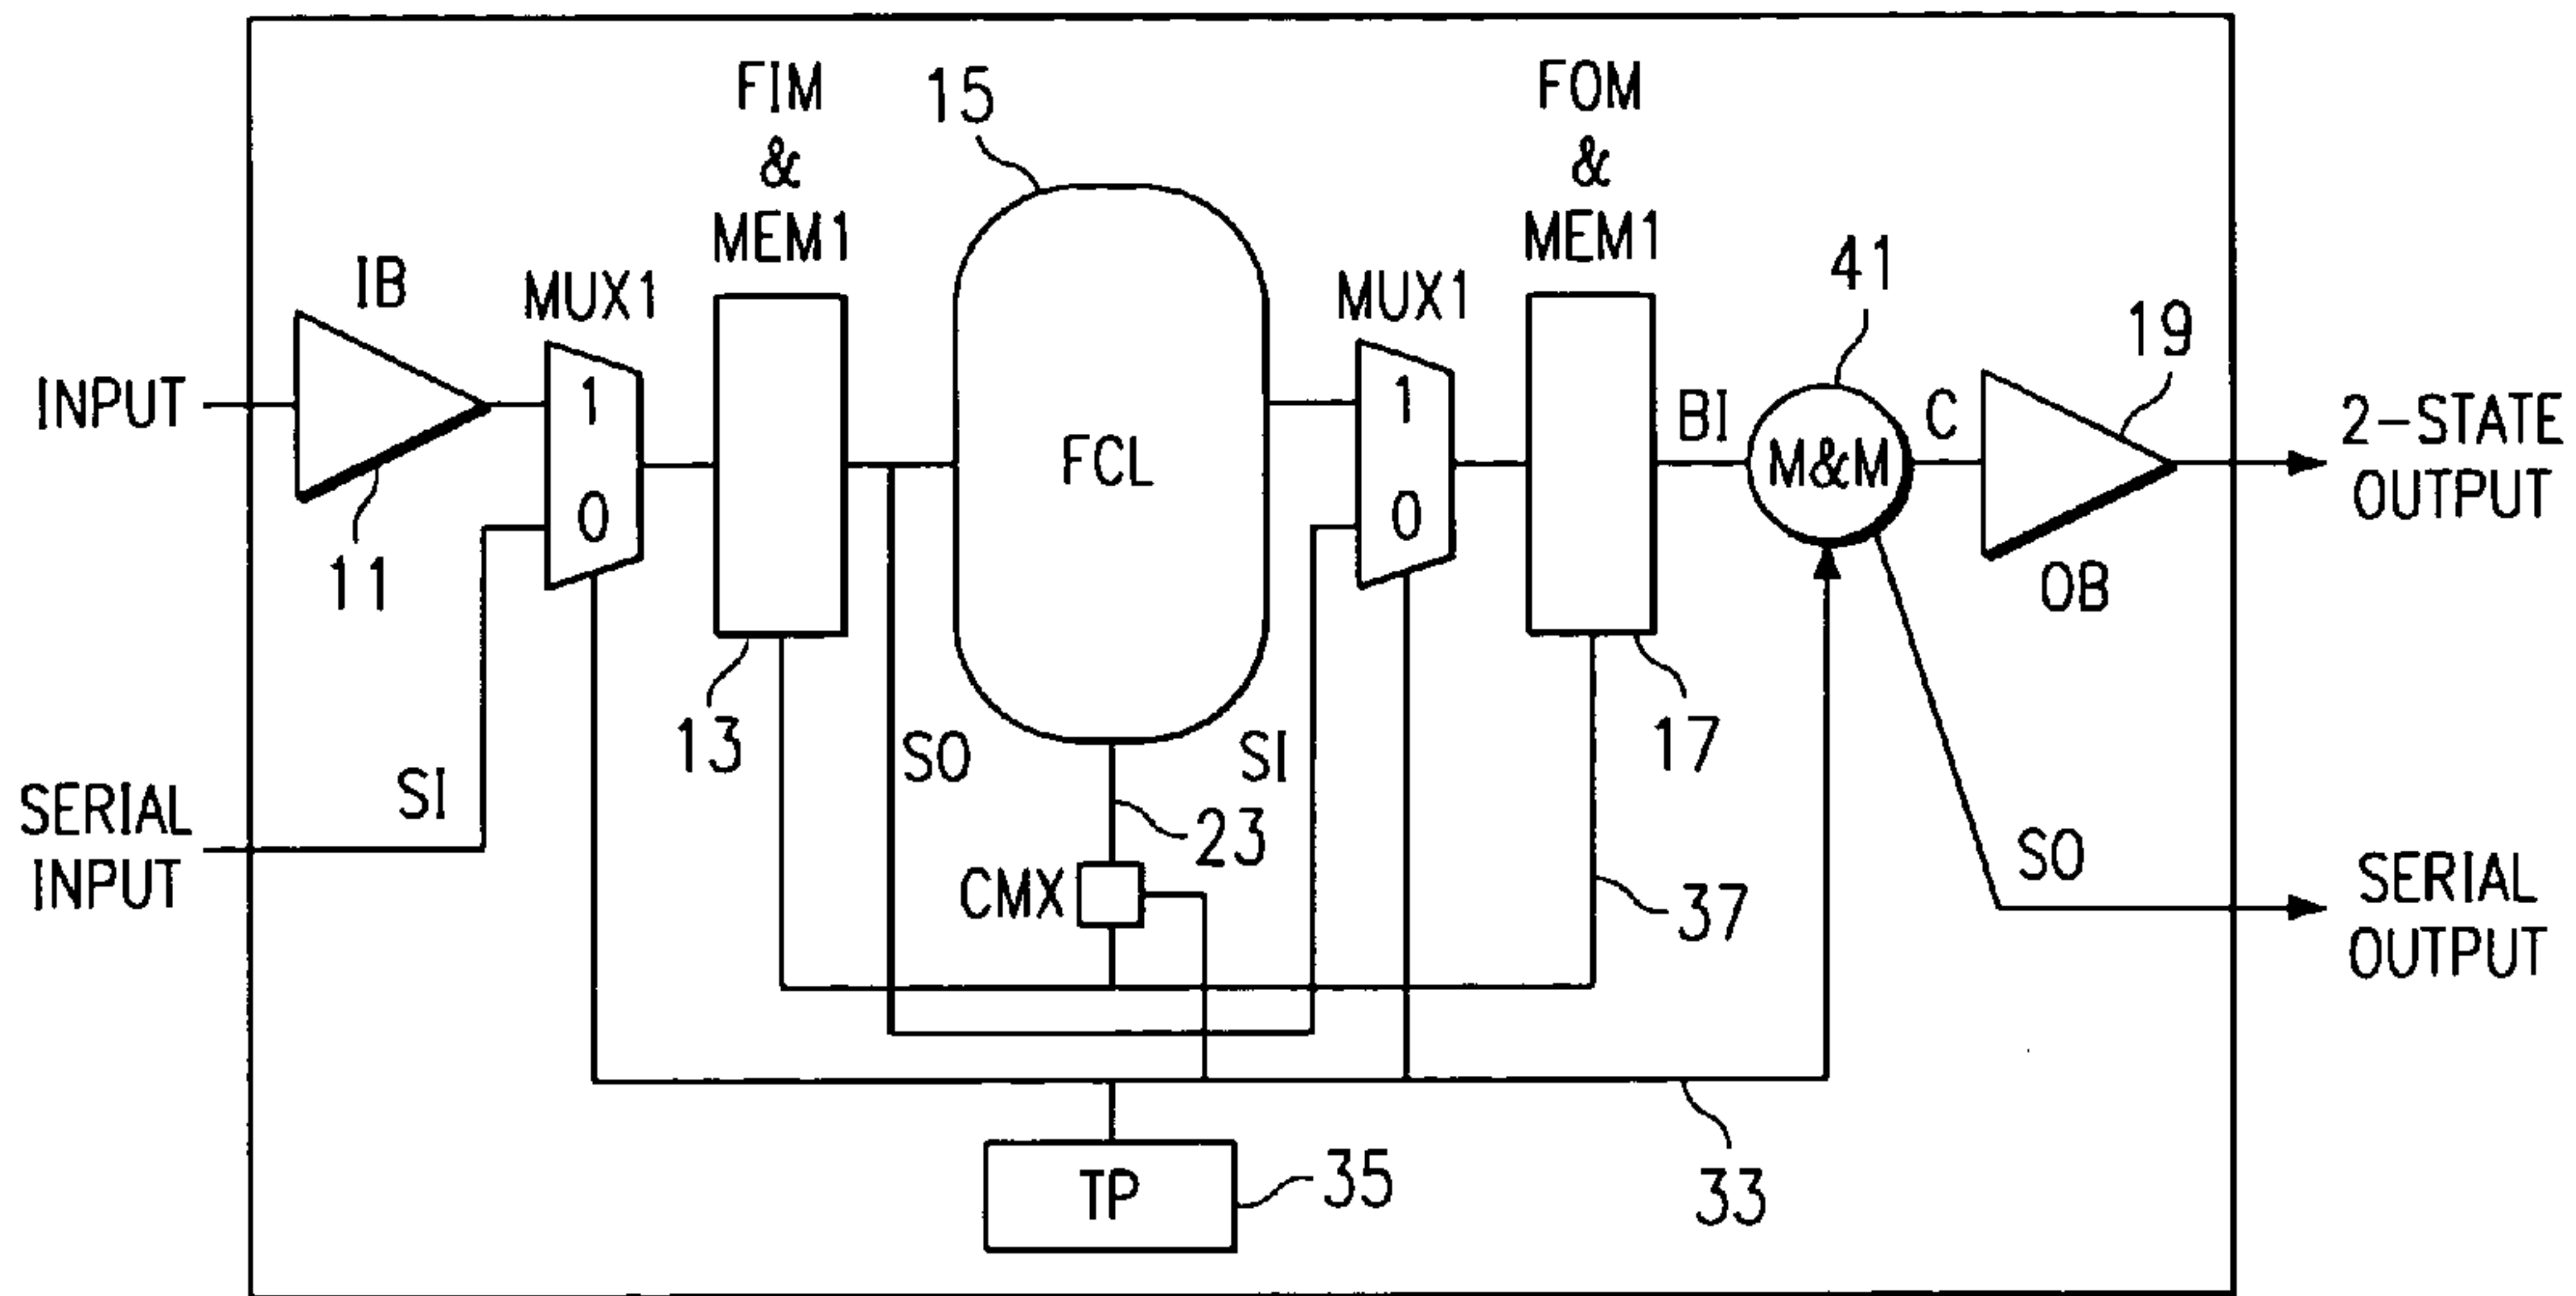 FIM
&
MEM1
15
FOM
&
MEM1
IB
MUX1
MUX1
41
19
INPUT
1
0
FCL
1
0
BI
M&M
C
2-STATE
OUTPUT
11
OB
13
SO
SI
17
SI
SERIAL
INPUT
23
CMX
37
SO
SERIAL
OUTPUT
TP
35
33